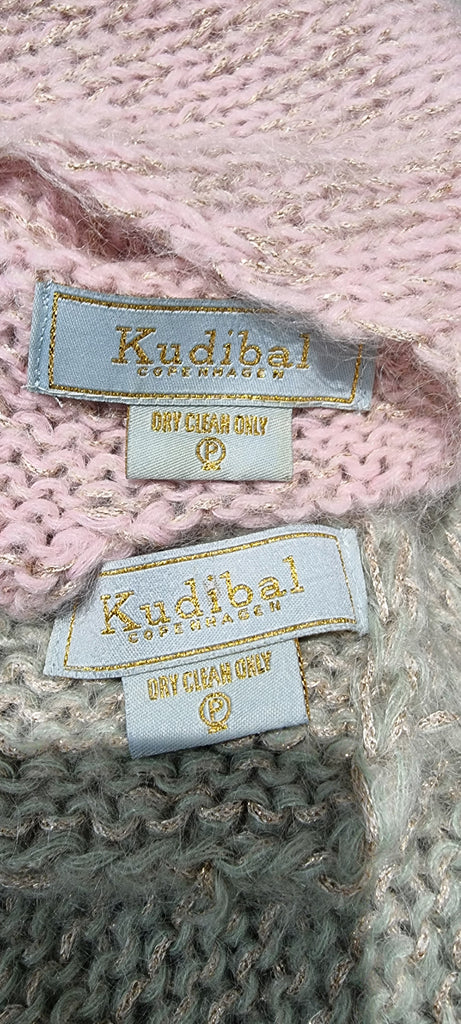 Kudibal
COPENHAGEN
DRY CLEAN ONLY
P
Kudibal
COPENHAGEN
DRY CLEAN ONLY
P